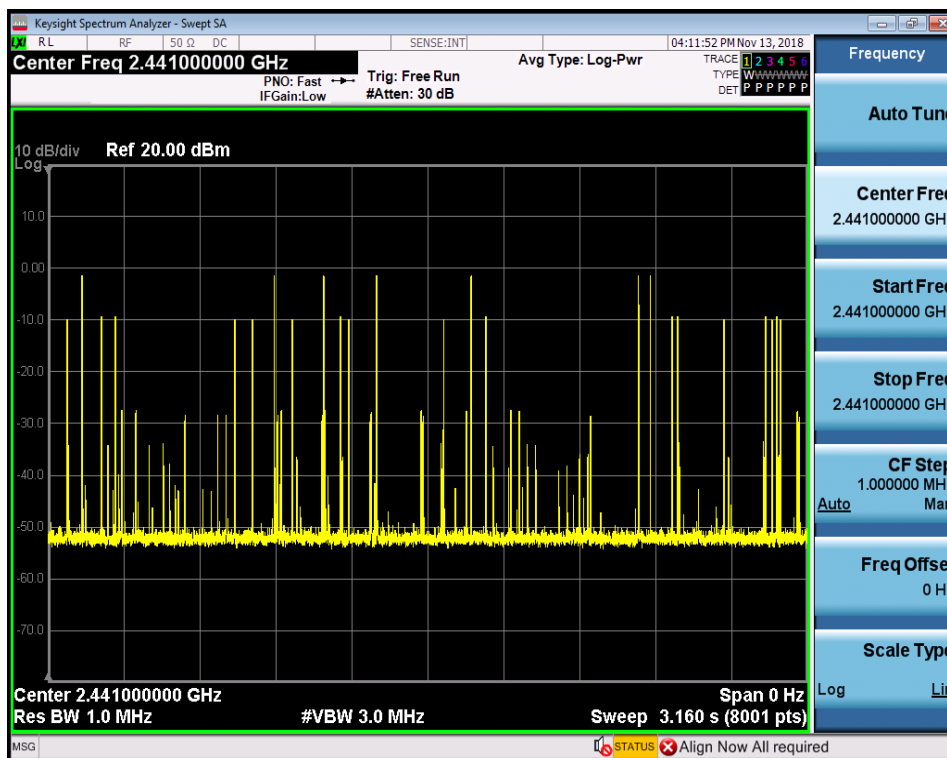 Keysight Spectrum Analyzer - Swept SA
LXI RL RF 50 Ω DC SENSE:INT 04:11:52 PM Nov 13, 2018
Center Freq 2.441000000 GHz
PNO: Fast
IFGain:Low
Trig: Free Run
#Atten: 30 dB
Avg Type: Log-Pwr
TRACE 1 2 3 4 5 6
TYPE WWWWWWW
DET P P P P P P
10 dB/div Ref 20.00 dBm
Log
10.0
0.00
-10.0
-20.0
-30.0
-40.0
-50.0
-60.0
-70.0
Center 2.441000000 GHz Span 0 Hz
Res BW 1.0 MHz #VBW 3.0 MHz Sweep 3.160 s (8001 pts)
MSG STATUS Align Now All required
Frequency
Auto Tun
Center Fre
2.441000000 GH
Start Fre
2.441000000 GH
Stop Fre
2.441000000 GH
CF Step
1.000000 MH
Auto Ma
Freq Offse
0 H
Scale Type
Log Li